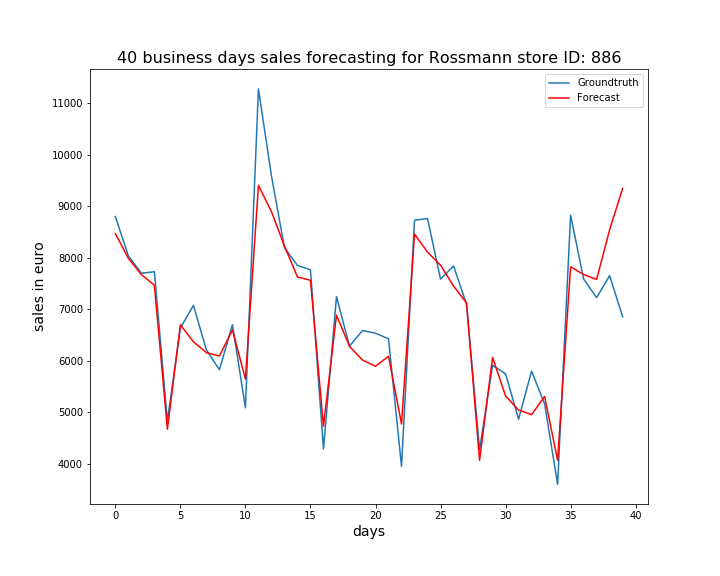 40 business days sales forecasting for Rossmann store ID: 886
Groundtruth
Forecast
sales in euro
11000
10000
9000
8000
7000
6000
5000
4000
0 5 10 15 20 25 30 35 40
days